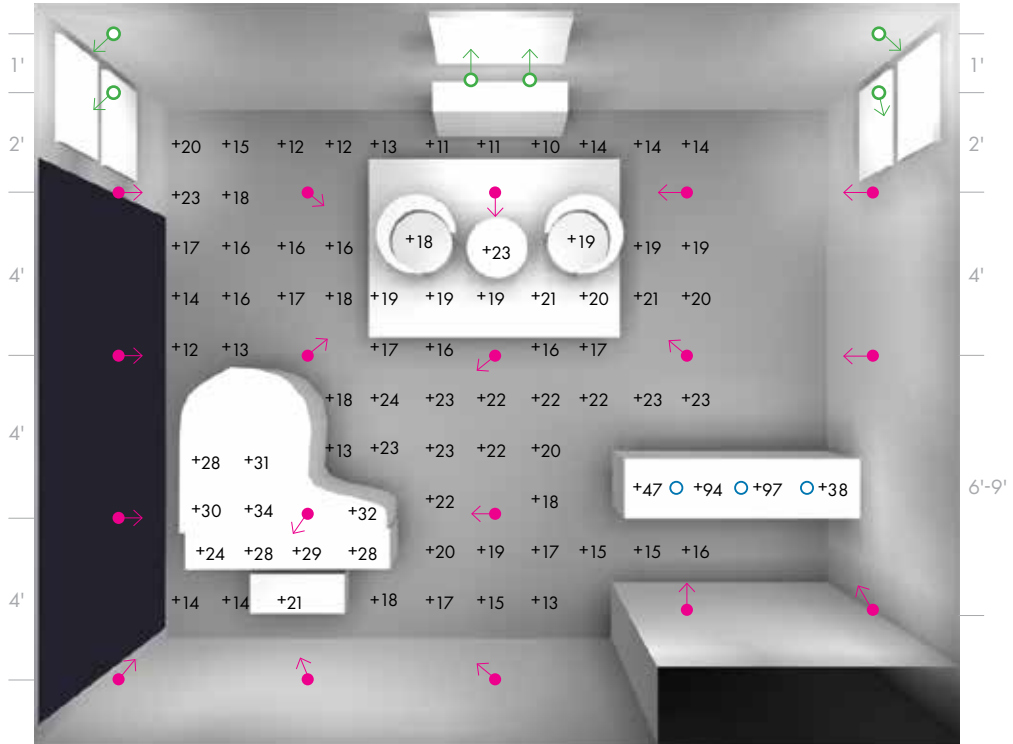 1'
1'
2'
+20 +15 +12 +12 +13 +11 +11 +10 +14 +14 +14
2'
+23 +18
+18 +23 +19
4'
+17 +16 +16 +16 +19 +19
4'
+14 +16 +17 +18 +19 +19 +19 +21 +20 +21 +20
+12 +13 +17 +16 +16 +17
+18 +24 +23 +22 +22 +22 +23 +23
4'
+13 +23 +23 +22 +20
+28 +31
+47 +94 +97 +38
6'-9'
+30 +34 +32 +22 +18
+24 +28 +29 +28 +20 +19 +17 +15 +15 +16
4'
+14 +14 +21 +18 +17 +15 +13